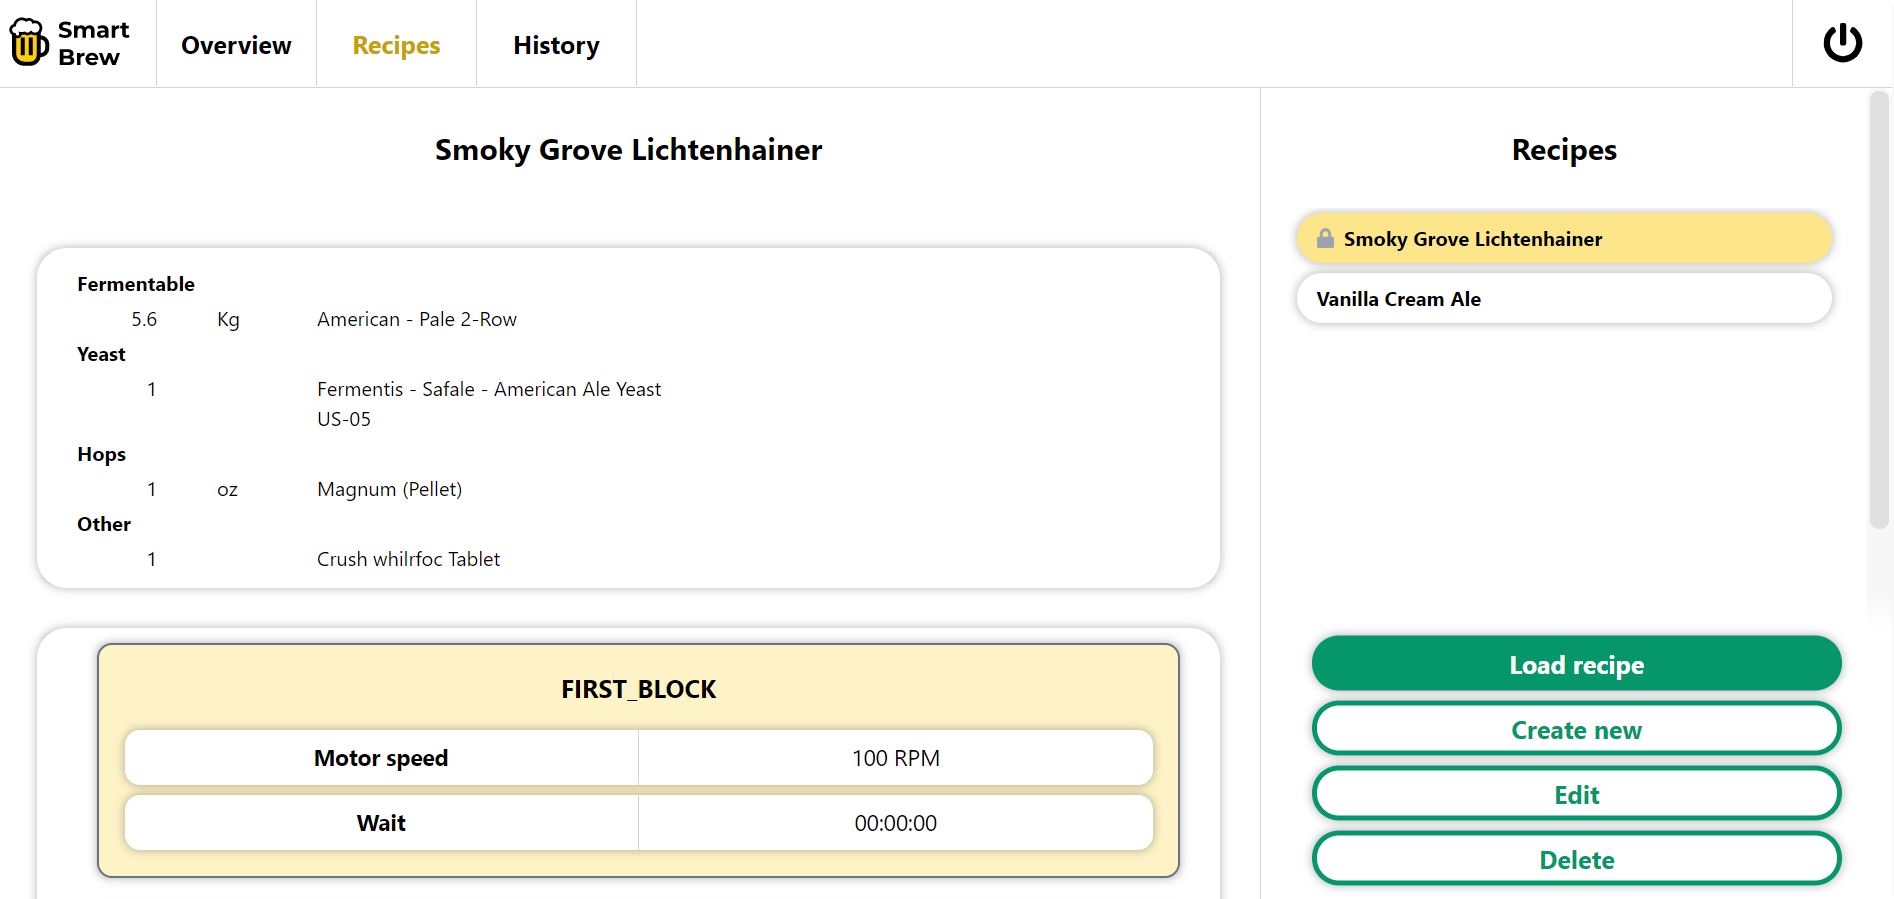 Smart
Brew
Overview
Recipes
History
Smoky Grove Lichtenhainer
Fermentable
5.6 Kg American - Pale 2-Row
Yeast
1 Fermentis - Safale - American Ale Yeast
US-05
Hops
1 oz Magnum (Pellet)
Other
1 Crush whilrfoc Tablet
FIRST_BLOCK
Motor speed 100 RPM
Wait 00:00:00
Recipes
Smoky Grove Lichtenhainer
Vanilla Cream Ale
Load recipe
Create new
Edit
Delete